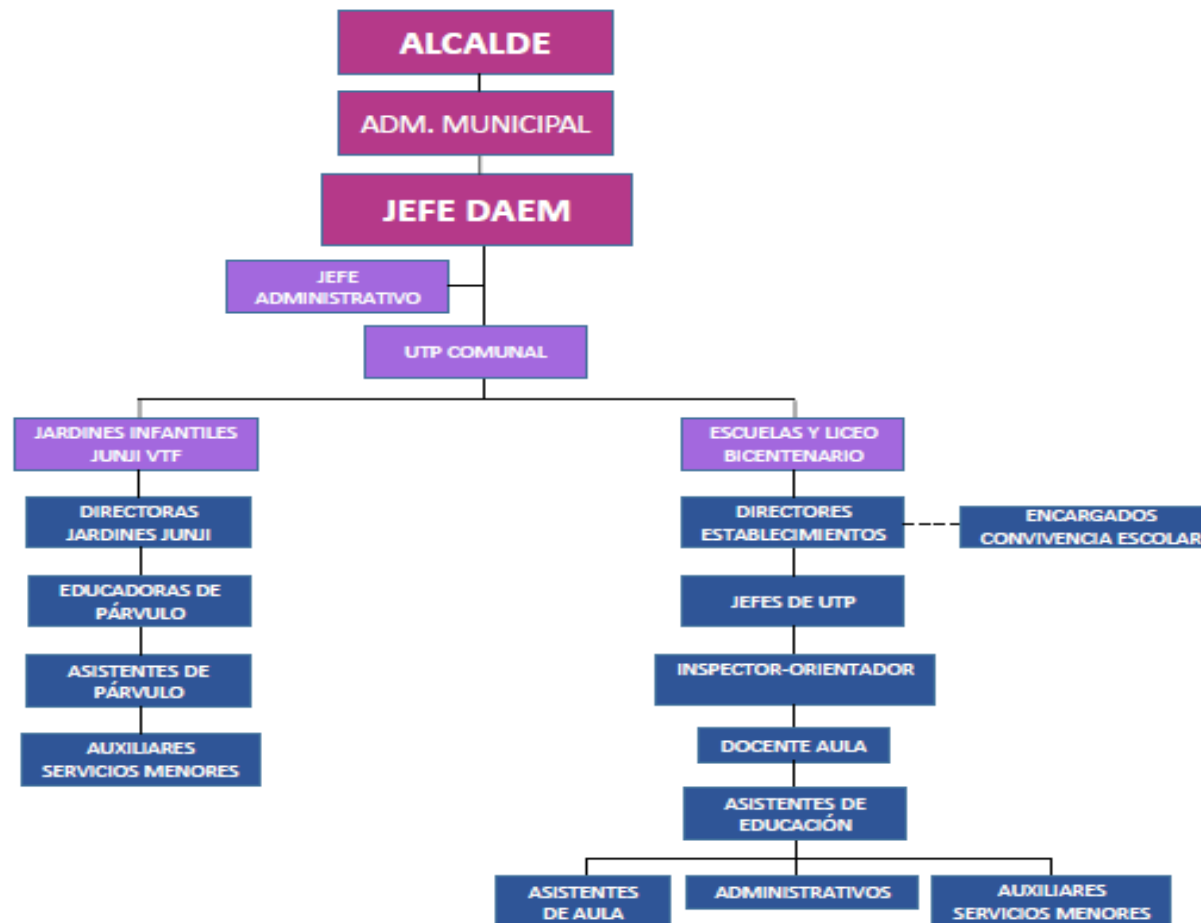 ALCALDE
ADM. MUNICIPAL
JEFE DAEM
JEFE
ADMINISTRATIVO
UTP COMUNAL
JARDINES INFANTILES
JUNJI VTF
ESCUELAS Y LICEO
BICENTENARIO
DIRECTORAS
JARDINES JUNJI
DIRECTORES
ESTABLECIMIENTOS
ENCARGADOS
CONVIVENCIA ESCOLAR
EDUCADORAS DE
PÁRVULO
JEFES DE UTP
ASISTENTES DE
PÁRVULO
INSPECTOR-ORIENTADOR
AUXILIARES
SERVICIOS MENORES
DOCENTE AULA
ASISTENTES DE
EDUCACIÓN
ASISTENTES
DE AULA
ADMINISTRATIVOS
AUXILIARES
SERVICIOS MENORES